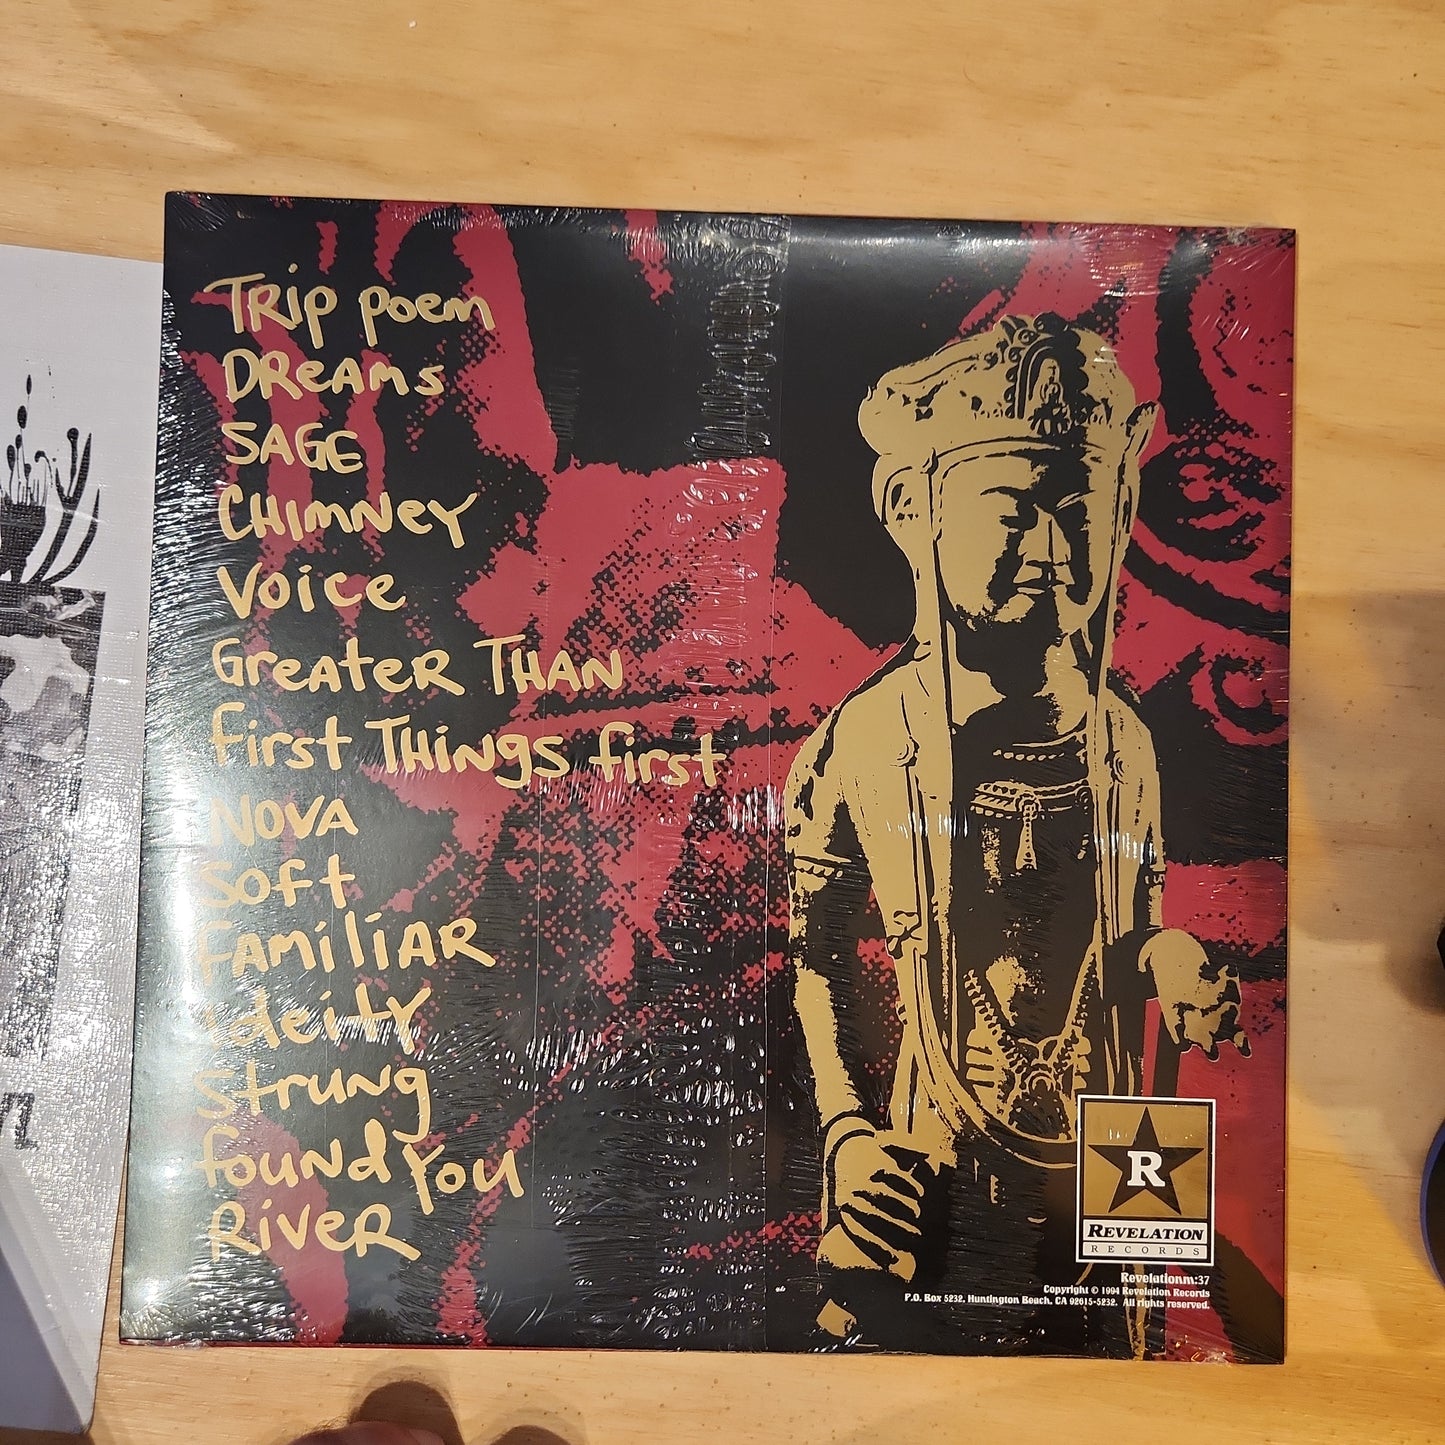 TRip poem
DReAms
SAGE
CHIMNey
Voice
GreateR THAN
first THings first
NOVA
Soft
FAMiliAR
deity
Strung
found You
RiveR
R
REVELATION
RECORDS
Revelationm:37
Copyright © 1994 Revelation Records
P.O. Box 5232, Huntington Beach, CA 92615-5232. All rights reserved.